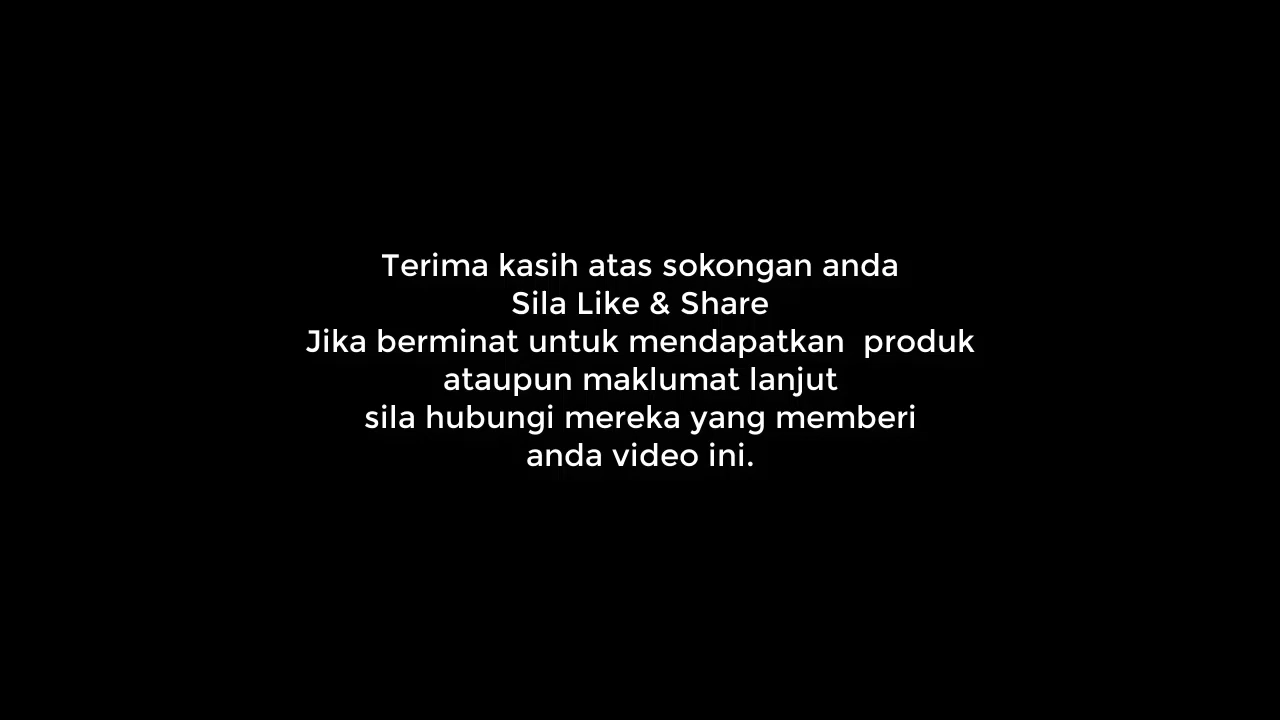 Terima kasih atas sokongan anda
Sila Like & Share
Jika berminat untuk mendapatkan  produk
ataupun maklumat lanjut
sila hubungi mereka yang memberi
anda video ini.